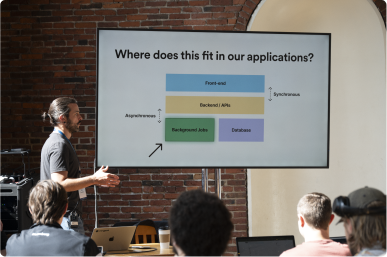 Where does this fit in our applications?
Front-end
Synchronous
Backend / APIs
Asynchronous
Background Jobs
Database